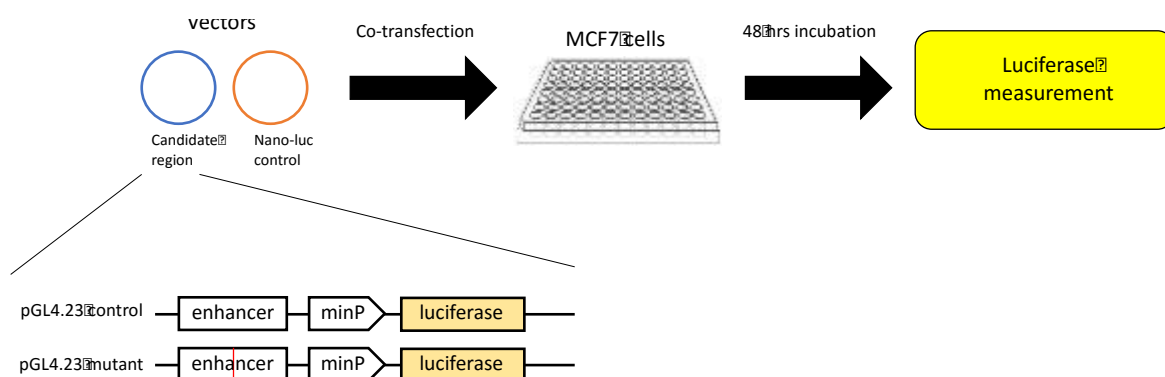 Vectors
Co-transfection
MCF7 cells
48 hrs incubation
Luciferase
measurement
Candidate
region
Nano-luc
control
pGL4.23 control
enhancer
minP
luciferase
pGL4.23 mutant
enhancer
minP
luciferase